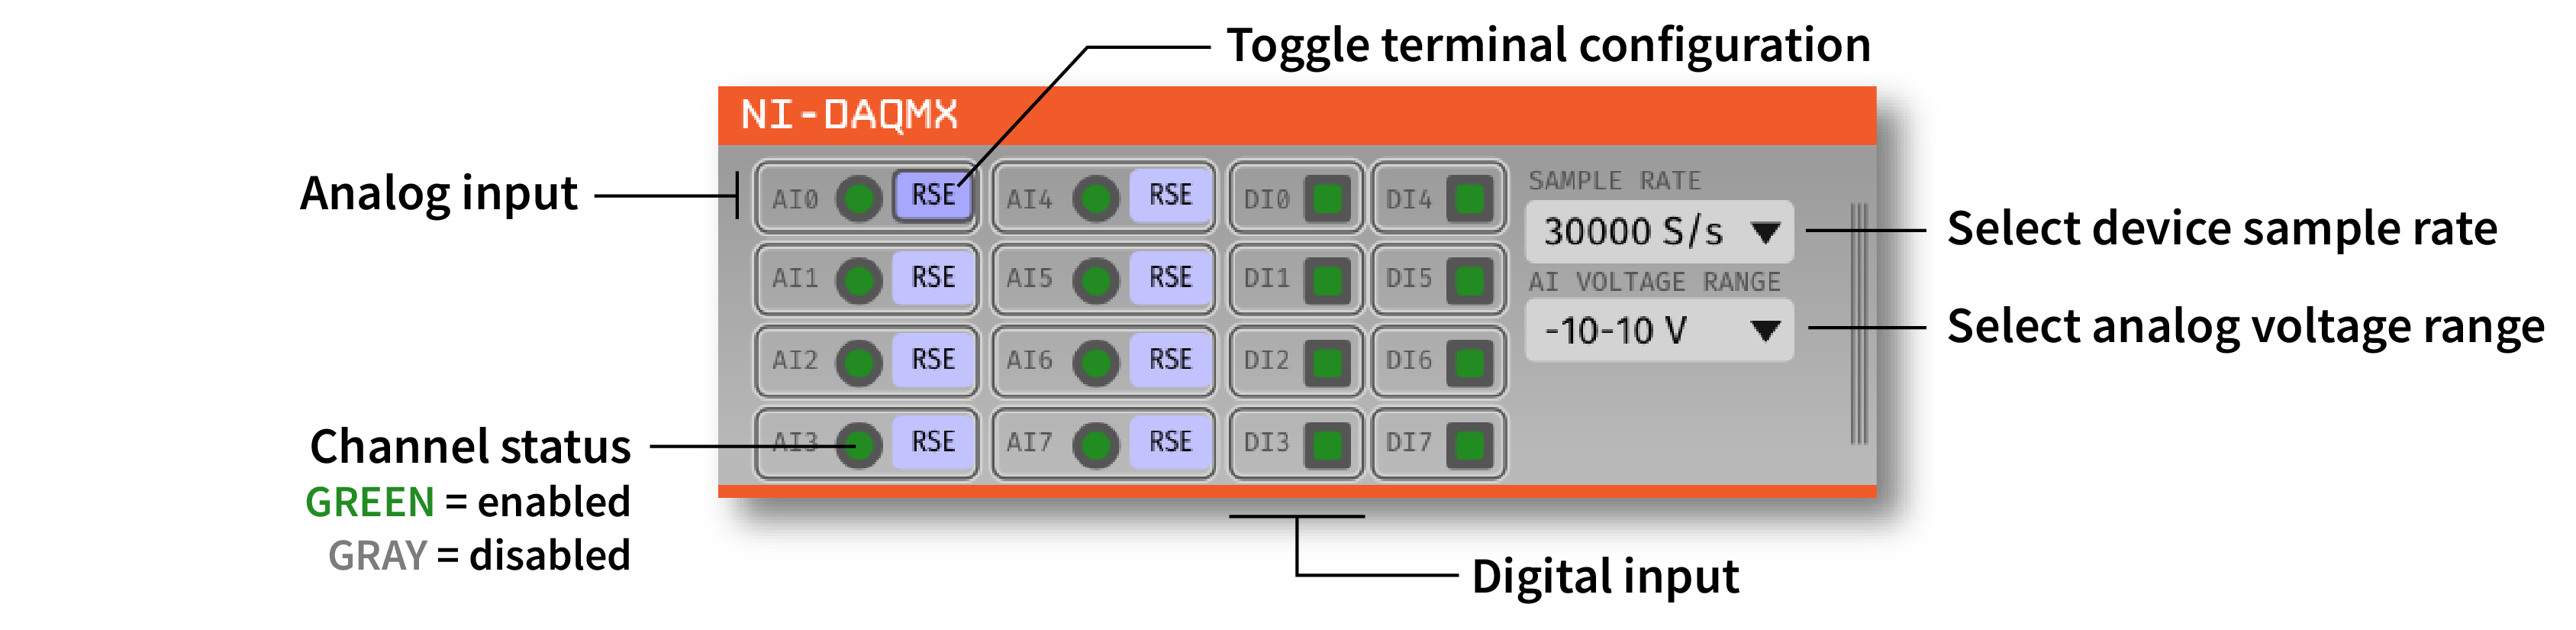 Toggle terminal configuration
NI-DAQMX
Analog input
AI0 RSE AI4 RSE DI0 DI4
AI1 RSE AI5 RSE DI1 DI5
AI2 RSE AI6 RSE DI2 DI6
AI3 RSE AI7 RSE DI3 DI7
SAMPLE RATE
30000 S/s
Select device sample rate
AI VOLTAGE RANGE
-10-10 V
Select analog voltage range
Channel status
GREEN = enabled
GRAY = disabled
Digital input